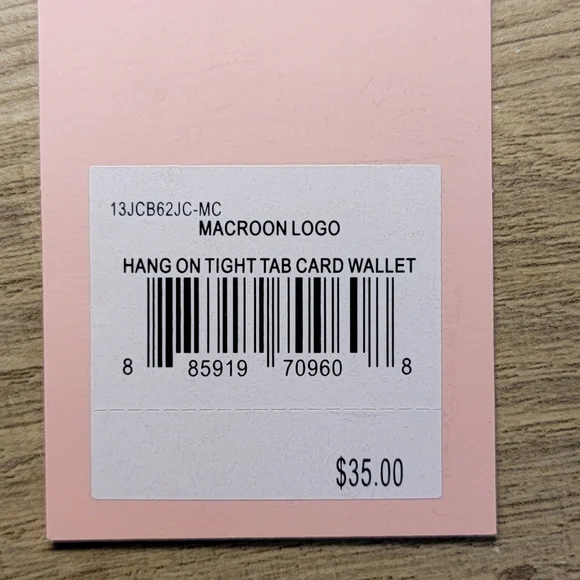 13JCB62JC-MC
MACROON LOGO
HANG ON TIGHT TAB CARD WALLET
8 85919 70960 8
$35.00